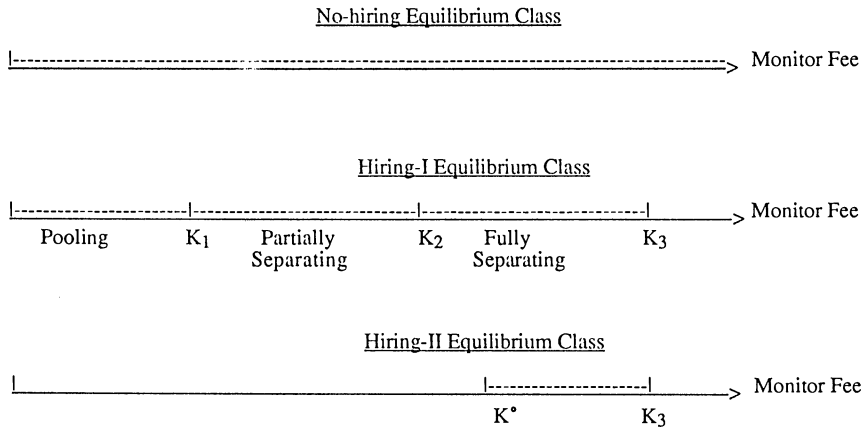 No-hiring Equilibrium Class
Monitor Fee
Hiring-I Equilibrium Class
Monitor Fee
Pooling K1 Partially Separating K2 Fully Separating K3
Hiring-II Equilibrium Class
Monitor Fee
K° K3